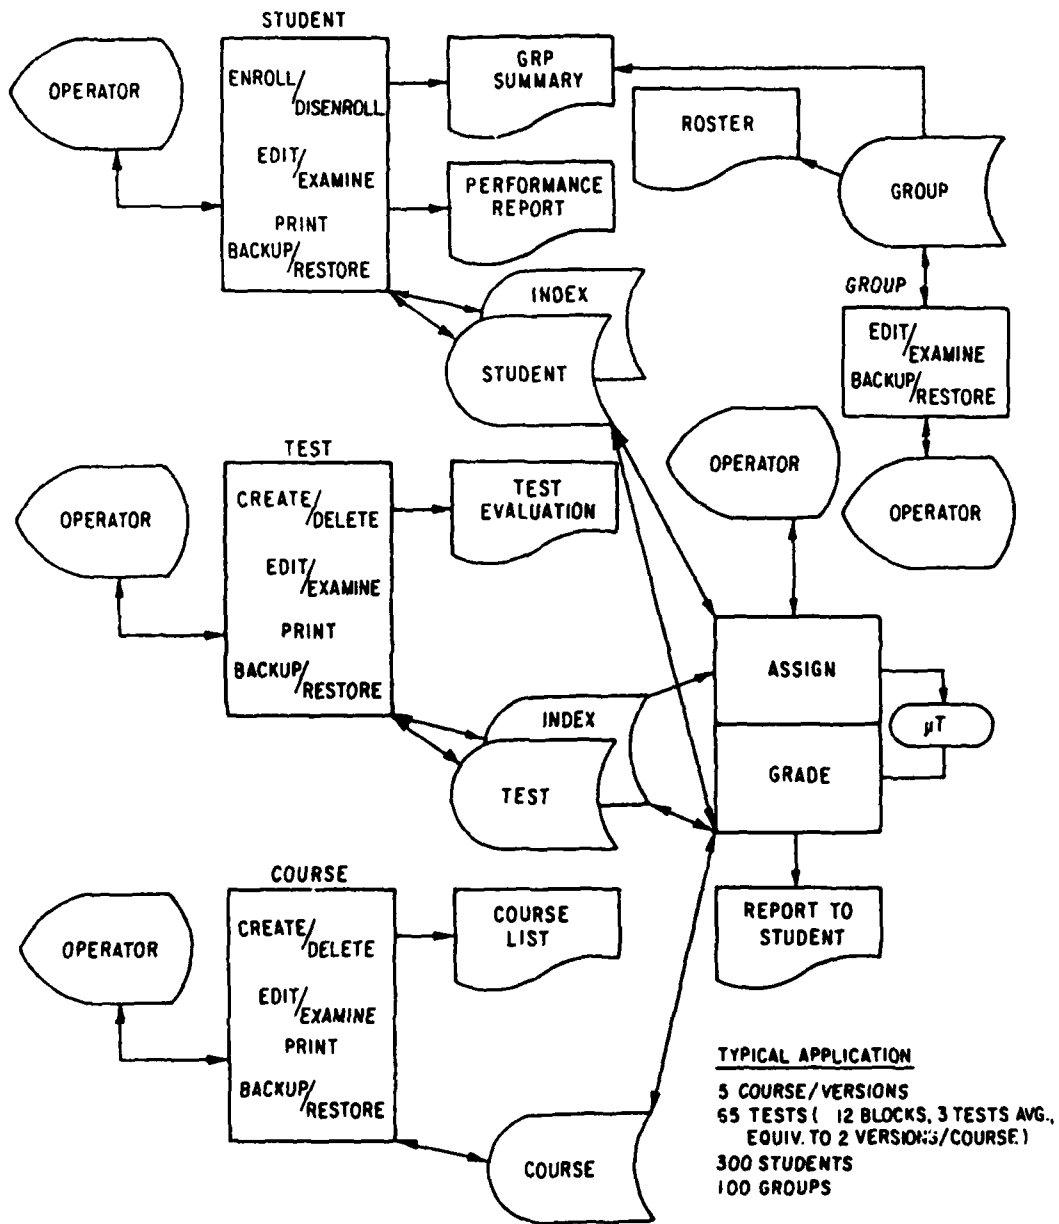 STUDENT
OPERATOR
ENROLL/
DISENROLL
EDIT/
EXAMINE
PRINT
BACKUP/
RESTORE
GRP
SUMMARY
PERFORMANCE
REPORT
ROSTER
GROUP
GROUP
EDIT/
EXAMINE
BACKUP/
RESTORE
OPERATOR
INDEX
STUDENT
OPERATOR
TEST
OPERATOR
CREATE/
DELETE
EDIT/
EXAMINE
PRINT
BACKUP/
RESTORE
TEST
EVALUATION
INDEX
TEST
ASSIGN
GRADE
µT
REPORT TO
STUDENT
COURSE
OPERATOR
CREATE/
DELETE
EDIT/
EXAMINE
PRINT
BACKUP/
RESTORE
COURSE
LIST
COURSE
TYPICAL APPLICATION
5 COURSE/VERSIONS
65 TESTS ( 12 BLOCKS, 3 TESTS AVG.,
EQUIV. TO 2 VERSIONS/COURSE)
300 STUDENTS
100 GROUPS